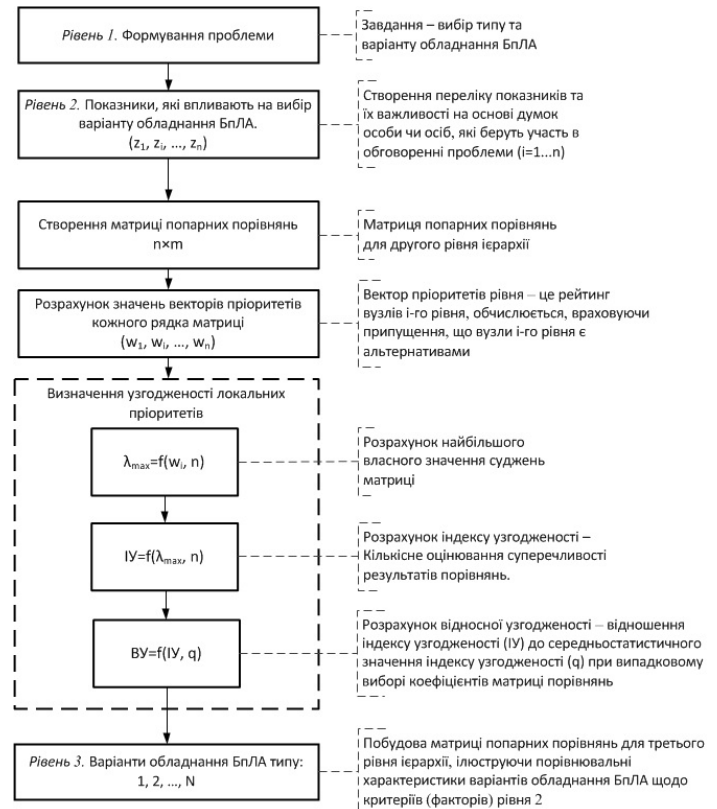 Рівень 1. Формування проблеми
Завдання – вибір типу та
варіанту обладнання БпЛА
Рівень 2. Показники, які впливають на вибір
варіанту обладнання БпЛА.
(z₁, zᵢ, ..., zₙ)
Створення переліку показників та
їх важливості на основі думок
особи чи осіб, які беруть участь в
обговоренні проблеми (i=1...n)
Створення матриці попарних порівнянь
n×m
Матриця попарних порівнянь
для другого рівня ієрархії
Розрахунок значень векторів пріоритетів
кожного рядка матриці
(w₁, wᵢ, ..., wₙ)
Вектор пріоритетів рівня – це рейтинг
вузлів і-го рівня, обчислюється, враховуючи
припущення, що вузли і-го рівня є
альтернативами
Визначення узгодженості локальних
пріоритетів
λmax=f(wᵢ, n)
Розрахунок найбільшого
власного значення суджень
матриці
ІУ=f(λmax, n)
Розрахунок індексу узгодженості –
Кількісне оцінювання суперечливості
результатів порівнянь.
ВУ=f(ІУ, q)
Розрахунок відносної узгодженості – відношення
індексу узгодженості (ІУ) до середньостатистичного
значення індексу узгодженості (q) при випадковому
виборі коефіцієнтів матриці порівнянь
Рівень 3. Варіанти обладнання БпЛА типу:
1, 2, ..., N
Побудова матриці попарних порівнянь для третього
рівня ієрархії, ілюструючи порівнювальні
характеристики варіантів обладнання БпЛА щодо
критеріїв (факторів) рівня 2